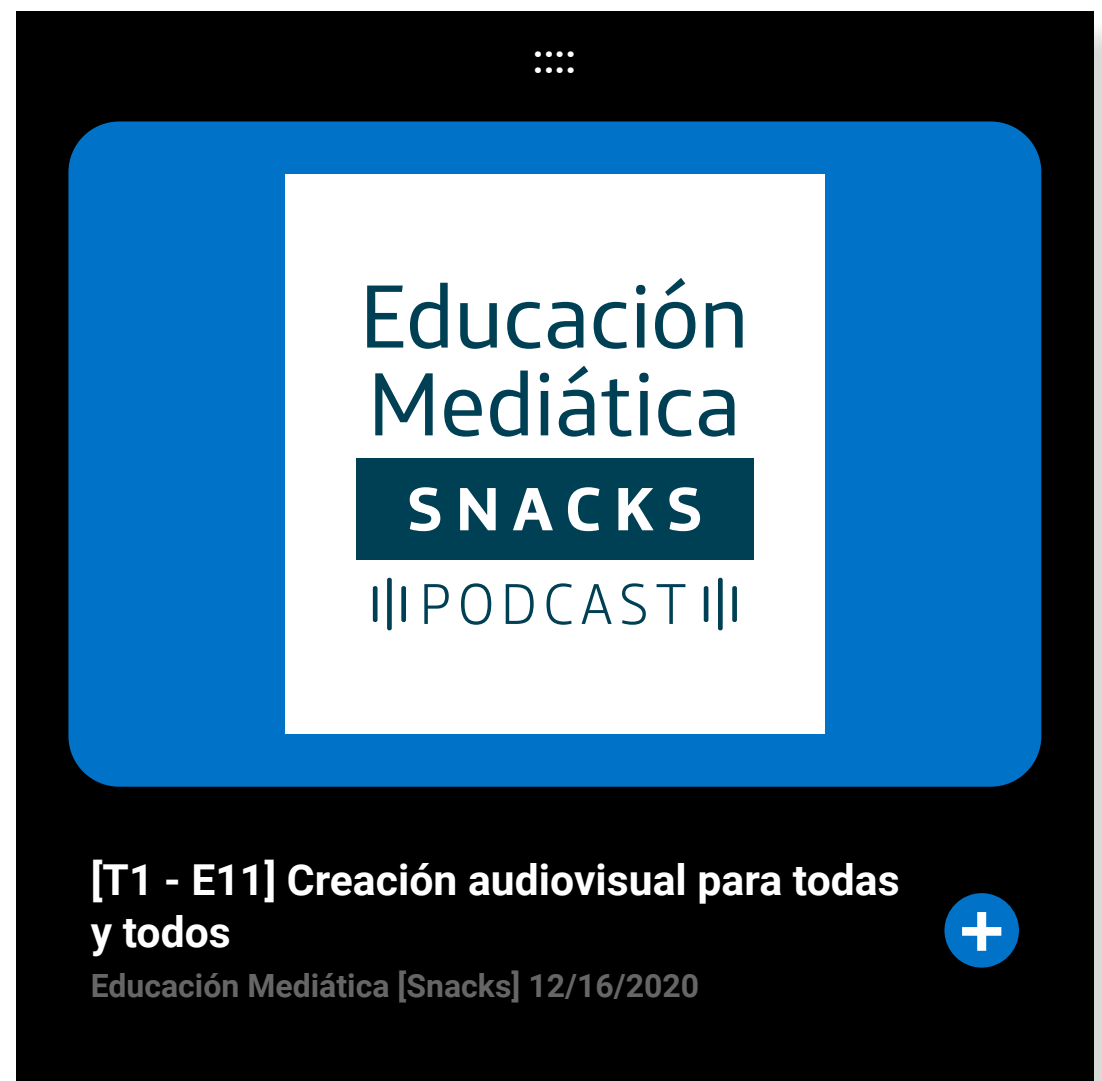 Educación
Mediática
SNACKS
PODCAST
[T1 - E11] Creación audiovisual para todas
y todos
Educación Mediática [Snacks] 12/16/2020